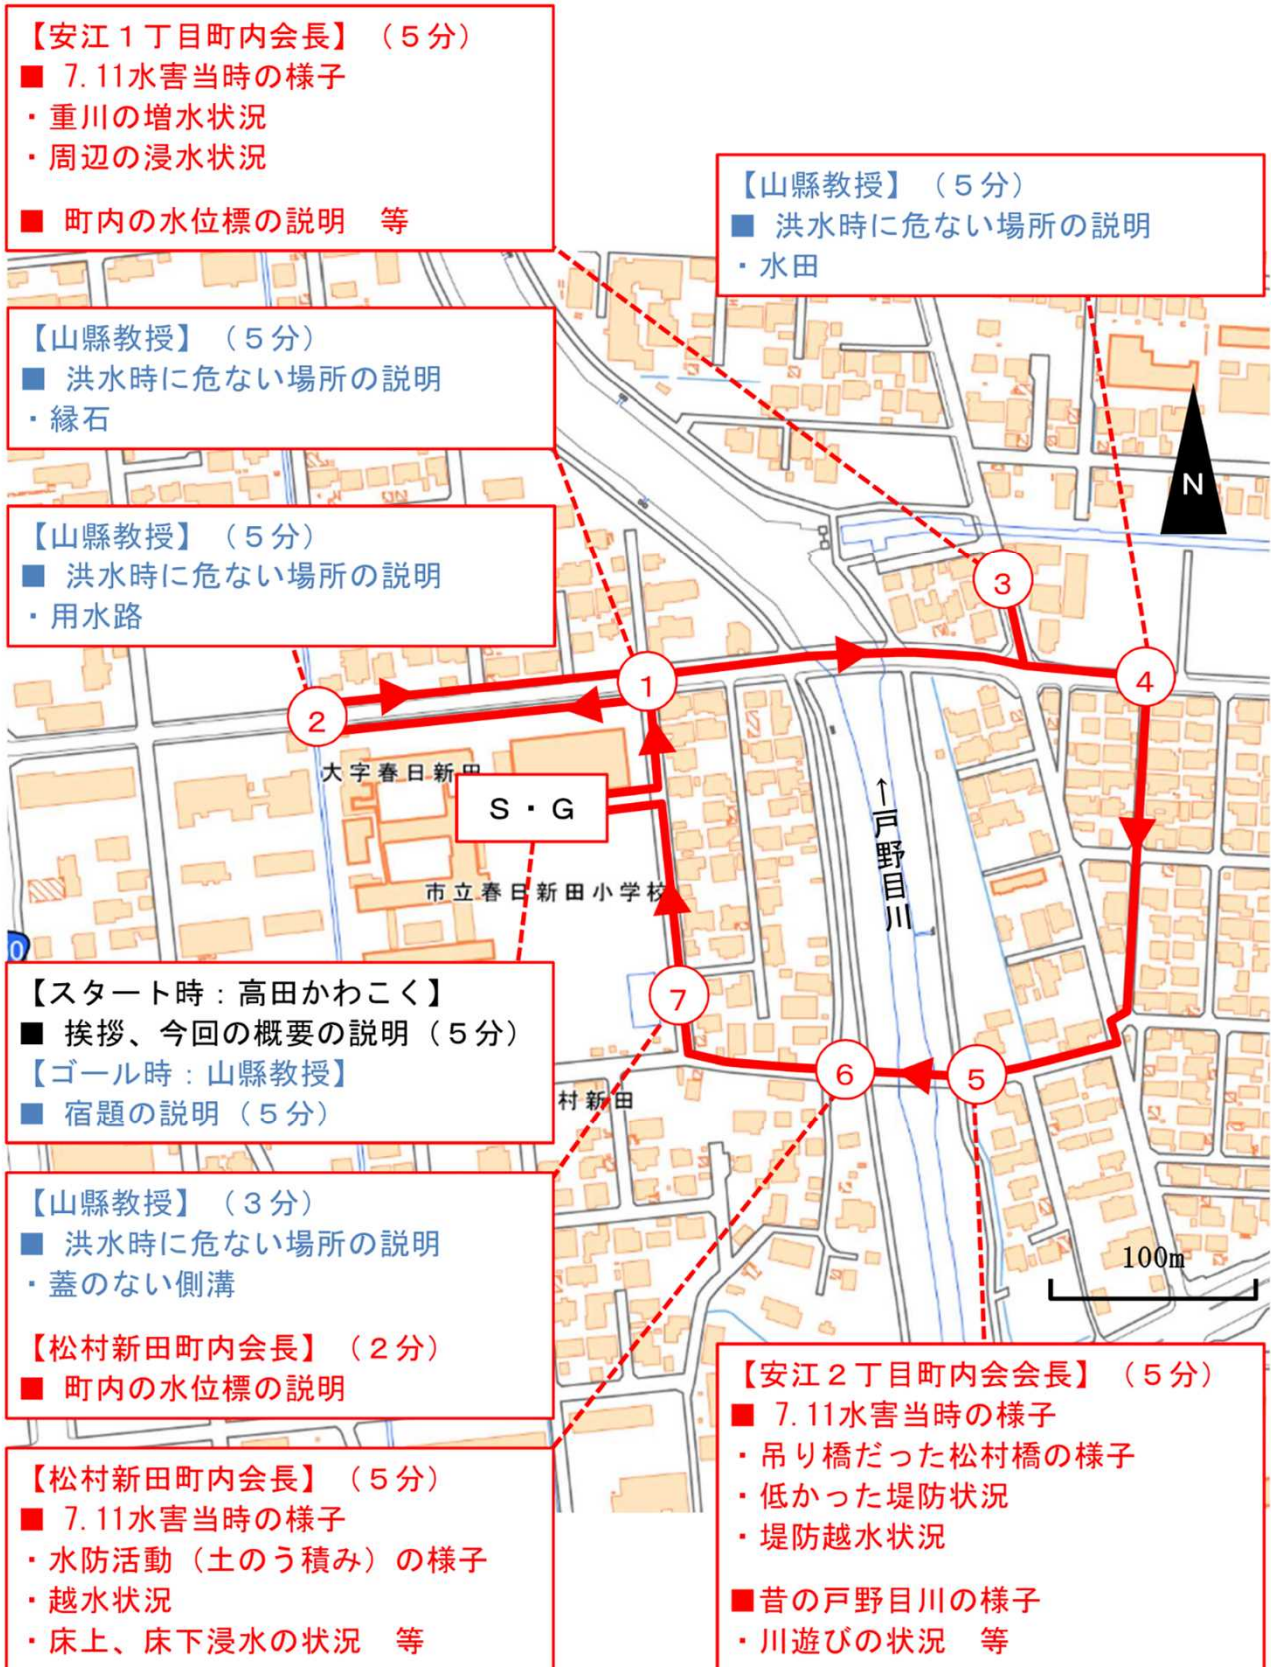 【安江１丁目町内会長】（５分）
■ 7.11水害当時の様子
・重川の増水状況
・周辺の浸水状況
■ 町内の水位標の説明　等
【山縣教授】（５分）
■ 洪水時に危ない場所の説明
・水田
【山縣教授】（５分）
■ 洪水時に危ない場所の説明
・縁石
【山縣教授】（５分）
■ 洪水時に危ない場所の説明
・用水路
N
3
1
4
2
大字春日新田
S・G
←戸野目川
市立春日新田小学校
0
【スタート時：高田かわこく】
■ 挨拶、今回の概要の説明（５分）
【ゴール時：山縣教授】
■ 宿題の説明（５分）
7
6
5
村新田
【山縣教授】（３分）
■ 洪水時に危ない場所の説明
・蓋のない側溝
【松村新田町内会長】（２分）
■ 町内の水位標の説明
100m
【松村新田町内会長】（５分）
■ 7.11水害当時の様子
・水防活動（土のう積み）の様子
・越水状況
・床上、床下浸水の状況　等
【安江２丁目町内会会長】（５分）
■ 7.11水害当時の様子
・吊り橋だった松村橋の様子
・低かった堤防状況
・堤防越水状況
■昔の戸野目川の様子
・川遊びの状況　等